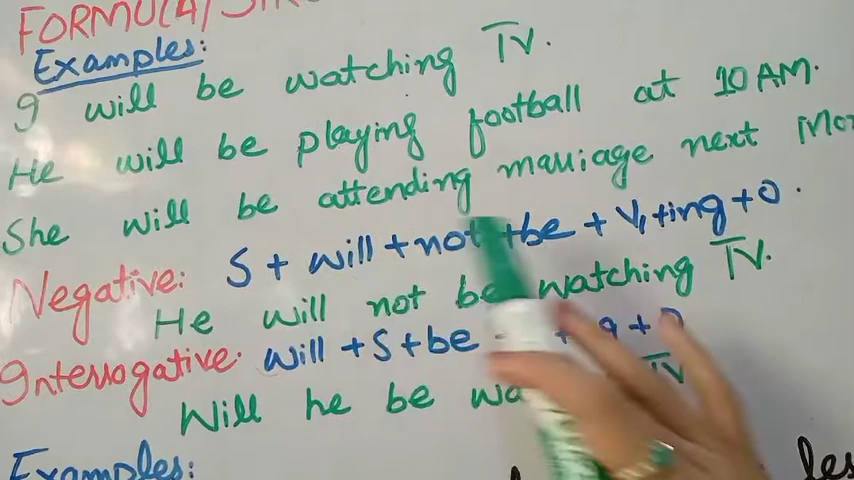 FORMULA/
Examples:
I will be watching TV.
He will be playing football at 10 AM.
She will be attending marriage next
Negative: S + will + not + be + V1 + ing + O.
He will not be watching TV.
Interrogative: Will + S + be + O
Will he be TV
Examples: